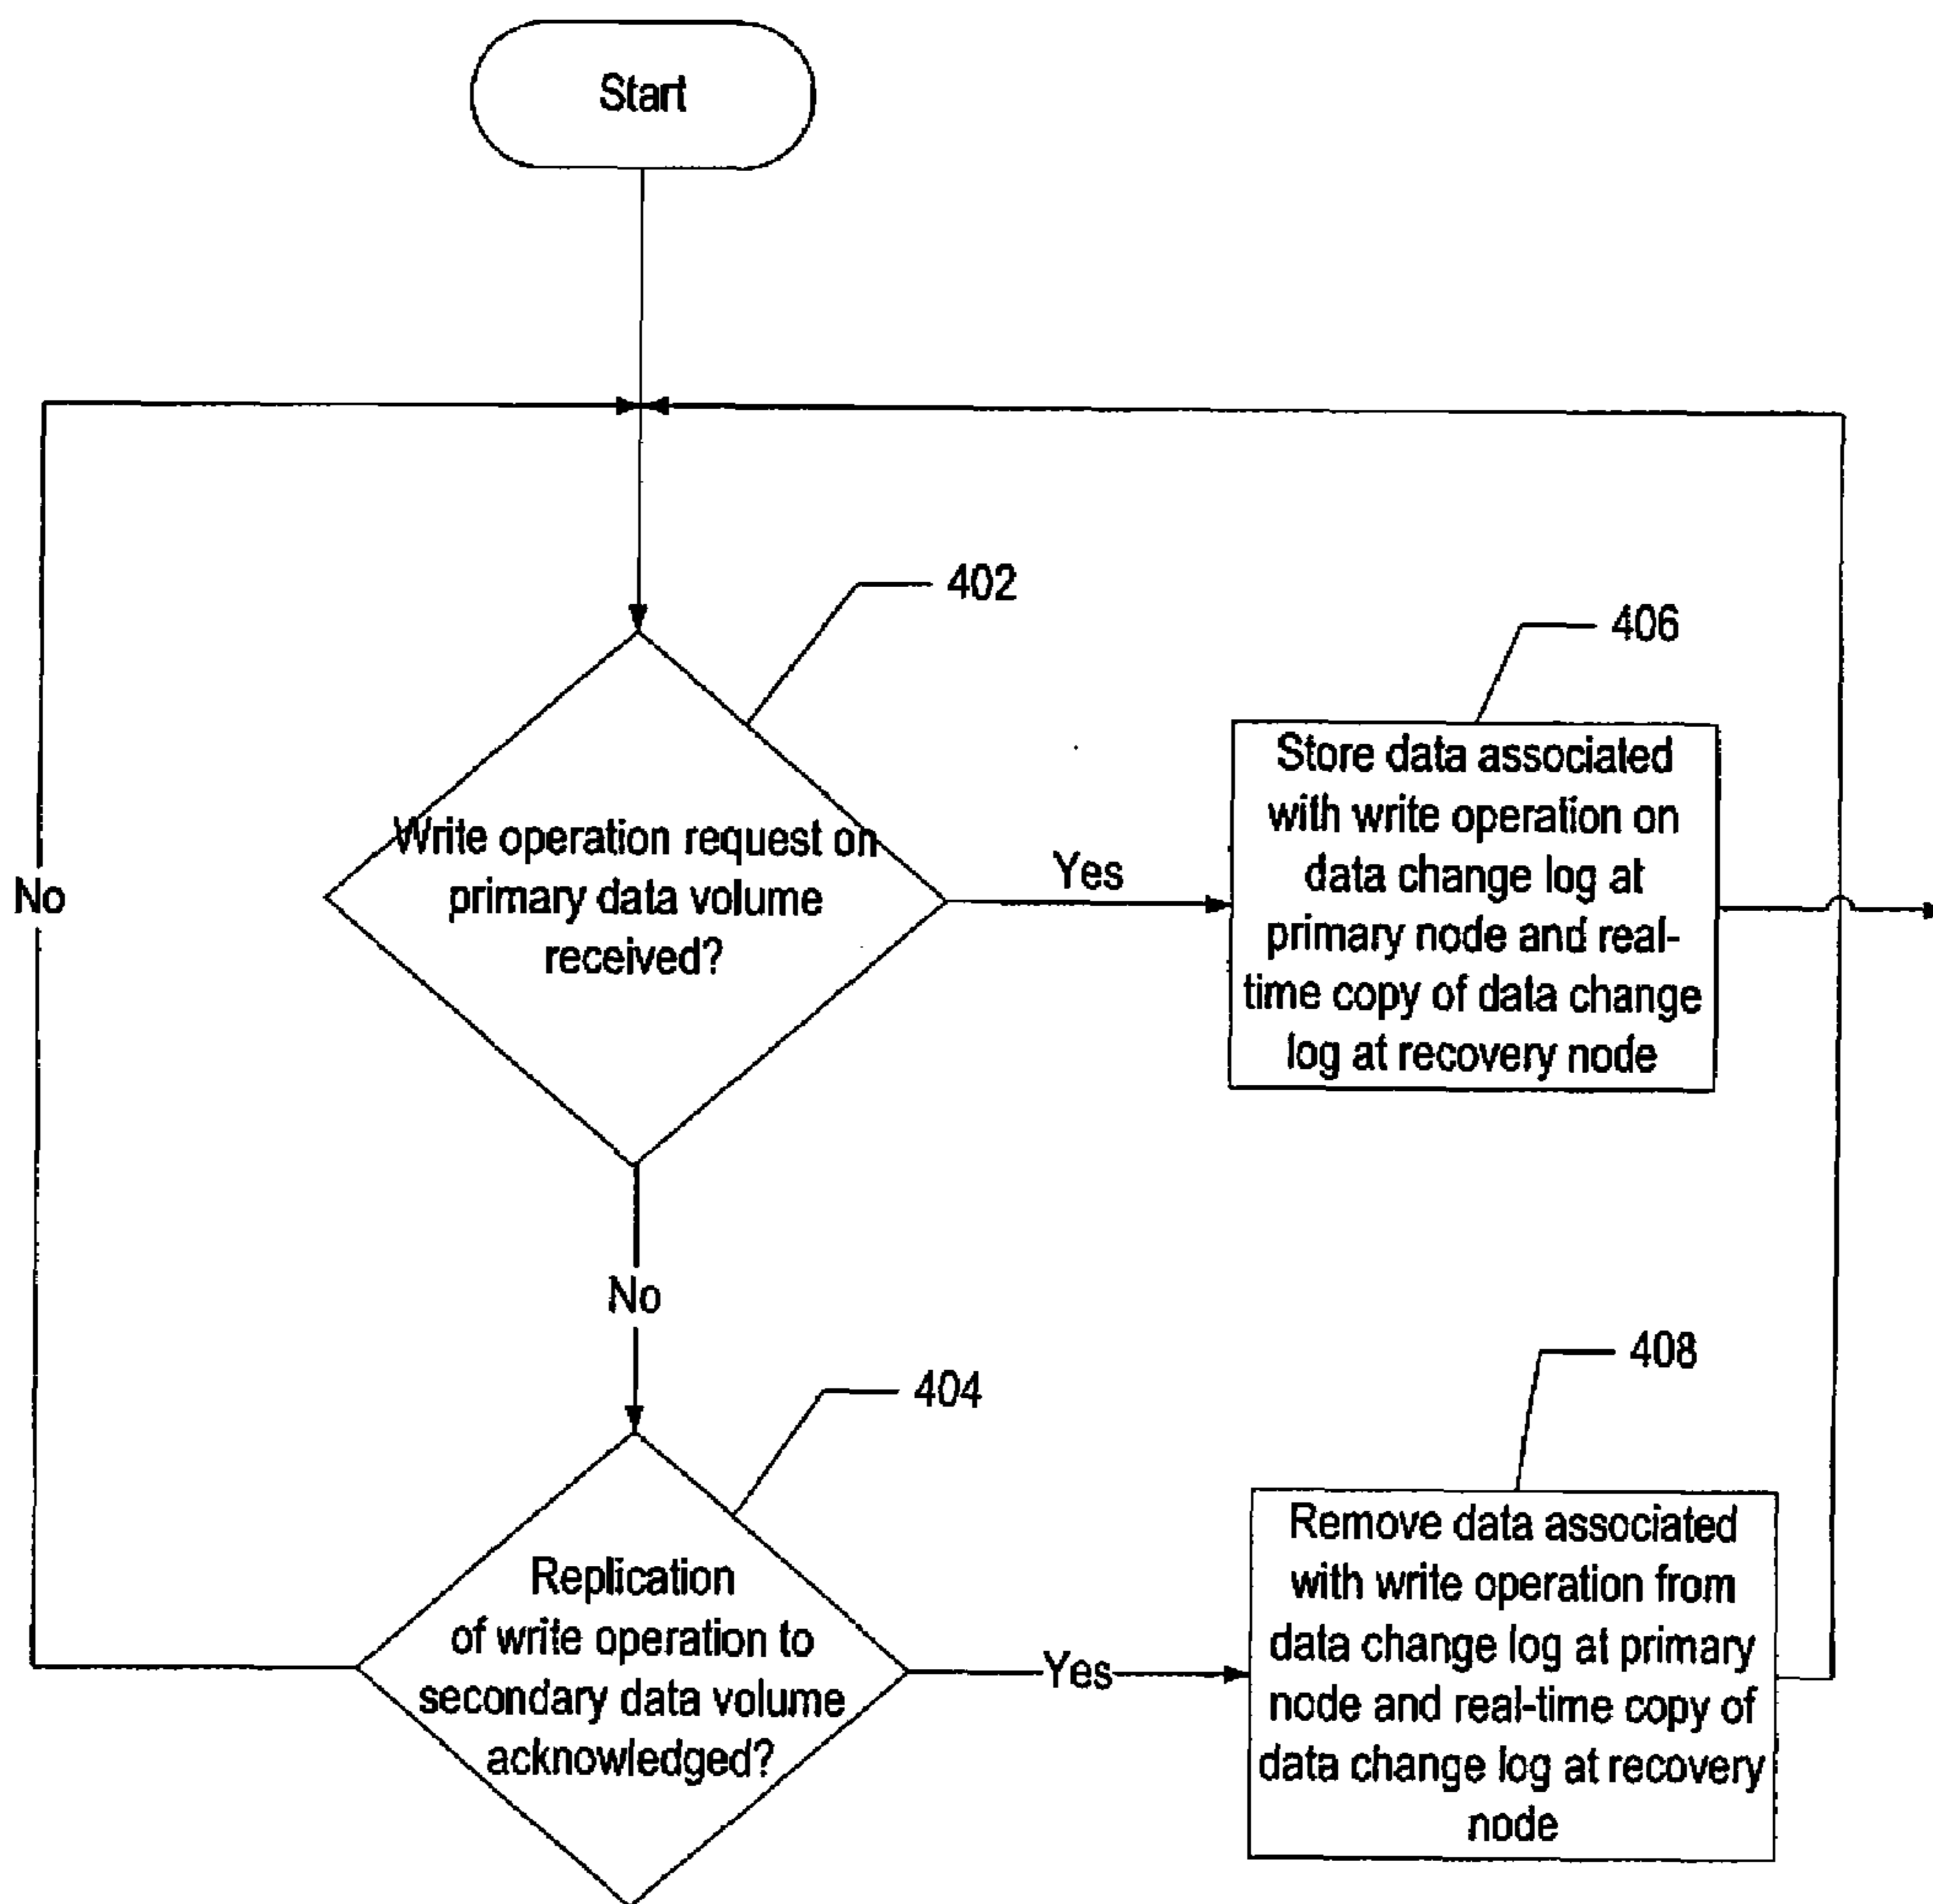 Start
402
406
Write operation request on
primary data volume
received?
Yes
Store data associated
with write operation on
data change log at
primary node and real-
time copy of data change
log at recovery node
No
No
404
408
Replication
of write operation to
secondary data volume
acknowledged?
Yes
Remove data associated
with write operation from
data change log at primary
node and real-time copy of
data change log at recovery
node